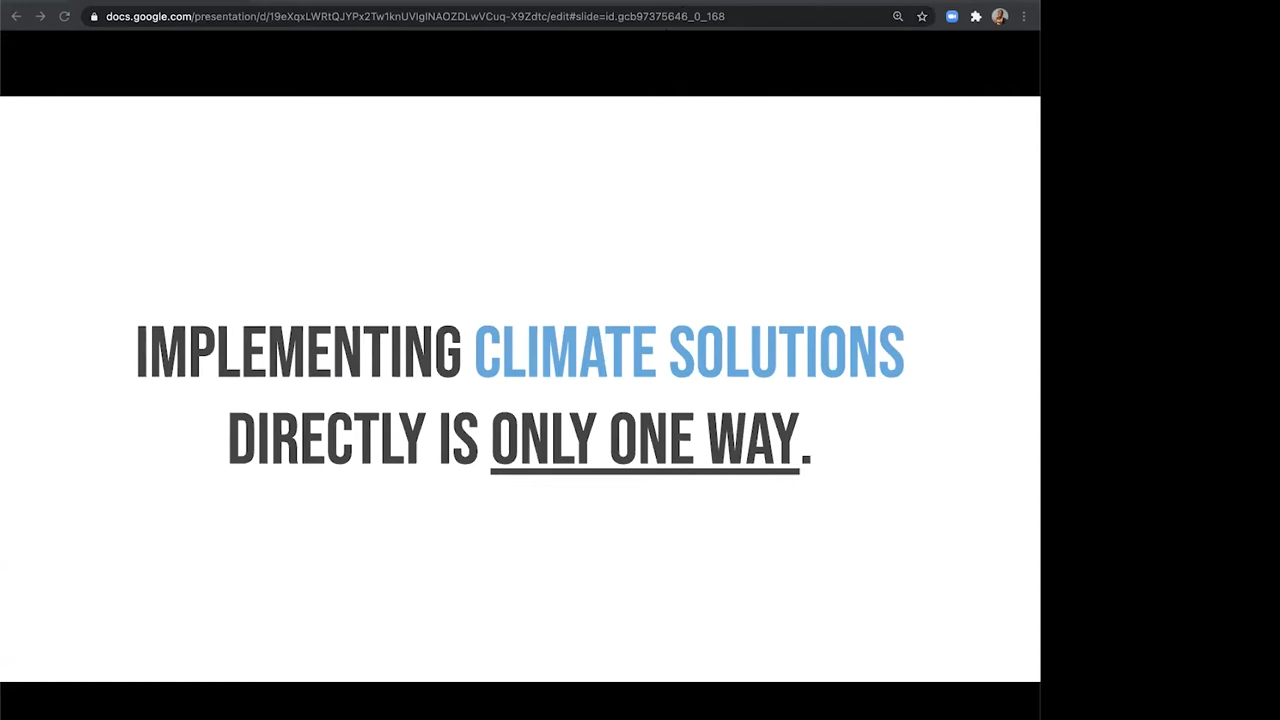 docs.google.com/presentation/d/19eXqxLWRtQJYPx2Tw1knUVIgINAOZDLwVCuq-X9Zdtc/edit#slide=id.gcb97375646_0_168
IMPLEMENTING CLIMATE SOLUTIONS
DIRECTLY IS ONLY ONE WAY.